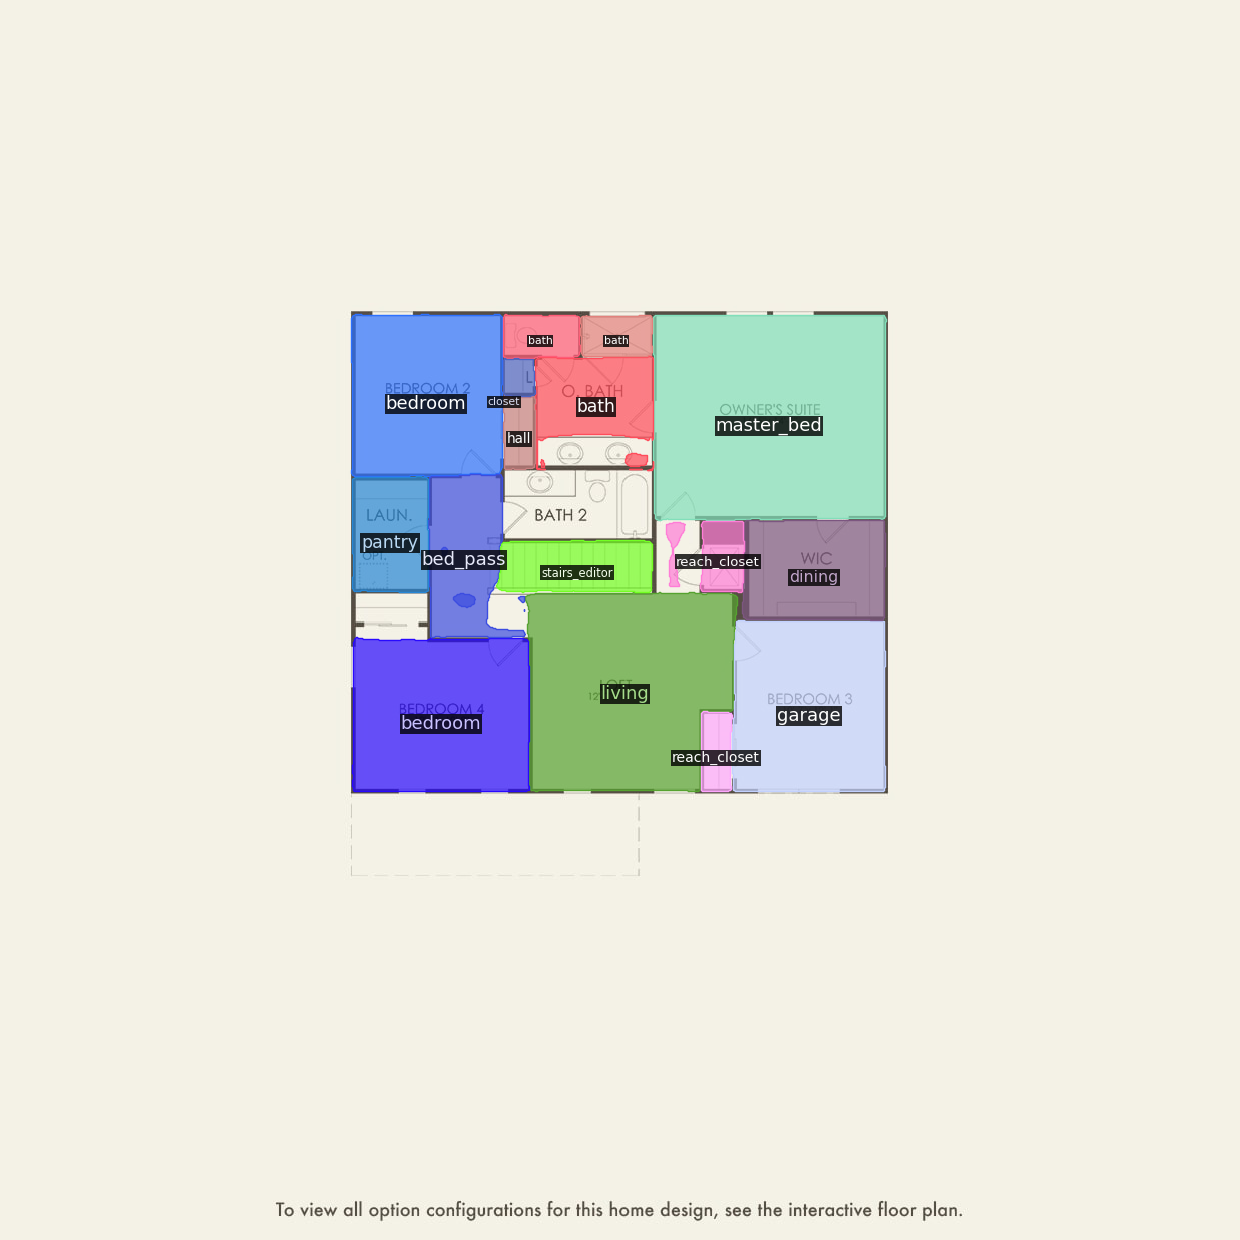 bath
bath
BEDROOM 2
bedroom
L
closet
O. BATH
bath
hall
OWNER'S SUITE
master_bed
LAUN.
pantry
OPT.
BATH 2
bed_pass
stairs_editor
reach_closet
WIC
dining
LOFT
living
BEDROOM 4
bedroom
BEDROOM 3
garage
reach_closet
To view all option configurations for this home design, see the interactive floor plan.